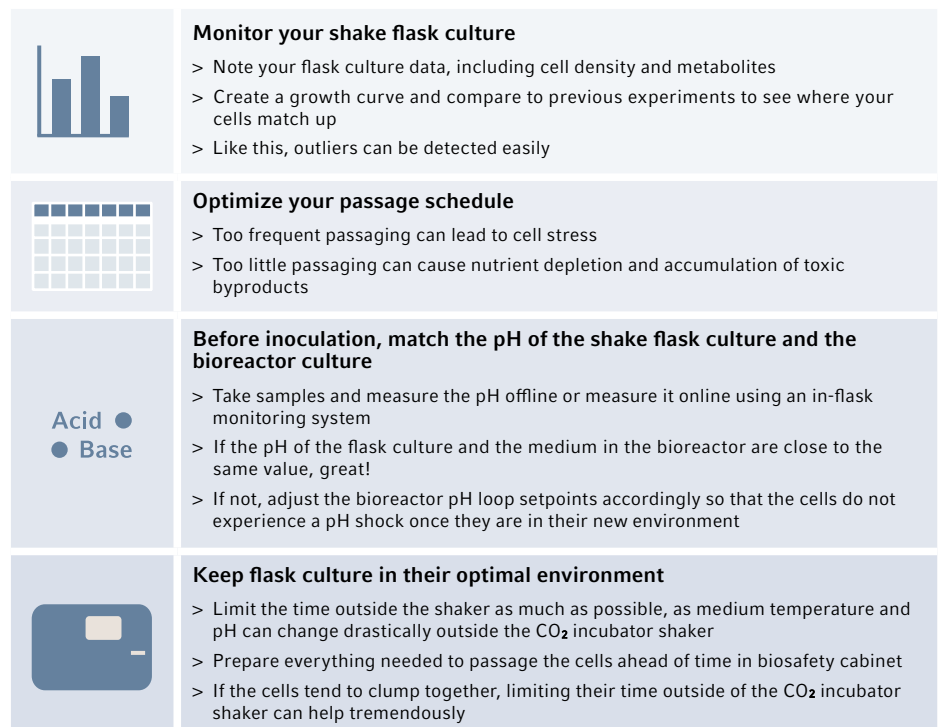 Monitor your shake flask culture
> Note your flask culture data, including cell density and metabolites
> Create a growth curve and compare to previous experiments to see where your
cells match up
> Like this, outliers can be detected easily
Optimize your passage schedule
> Too frequent passaging can lead to cell stress
> Too little passaging can cause nutrient depletion and accumulation of toxic
byproducts
Acid
Base
Before inoculation, match the pH of the shake flask culture and the
bioreactor culture
> Take samples and measure the pH offline or measure it online using an in-flask
monitoring system
> If the pH of the flask culture and the medium in the bioreactor are close to the
same value, great!
> If not, adjust the bioreactor pH loop setpoints accordingly so that the cells do not
experience a pH shock once they are in their new environment
Keep flask culture in their optimal environment
> Limit the time outside the shaker as much as possible, as medium temperature and
pH can change drastically outside the CO₂ incubator shaker
> Prepare everything needed to passage the cells ahead of time in biosafety cabinet
> If the cells tend to clump together, limiting their time outside of the CO₂ incubator
shaker can help tremendously